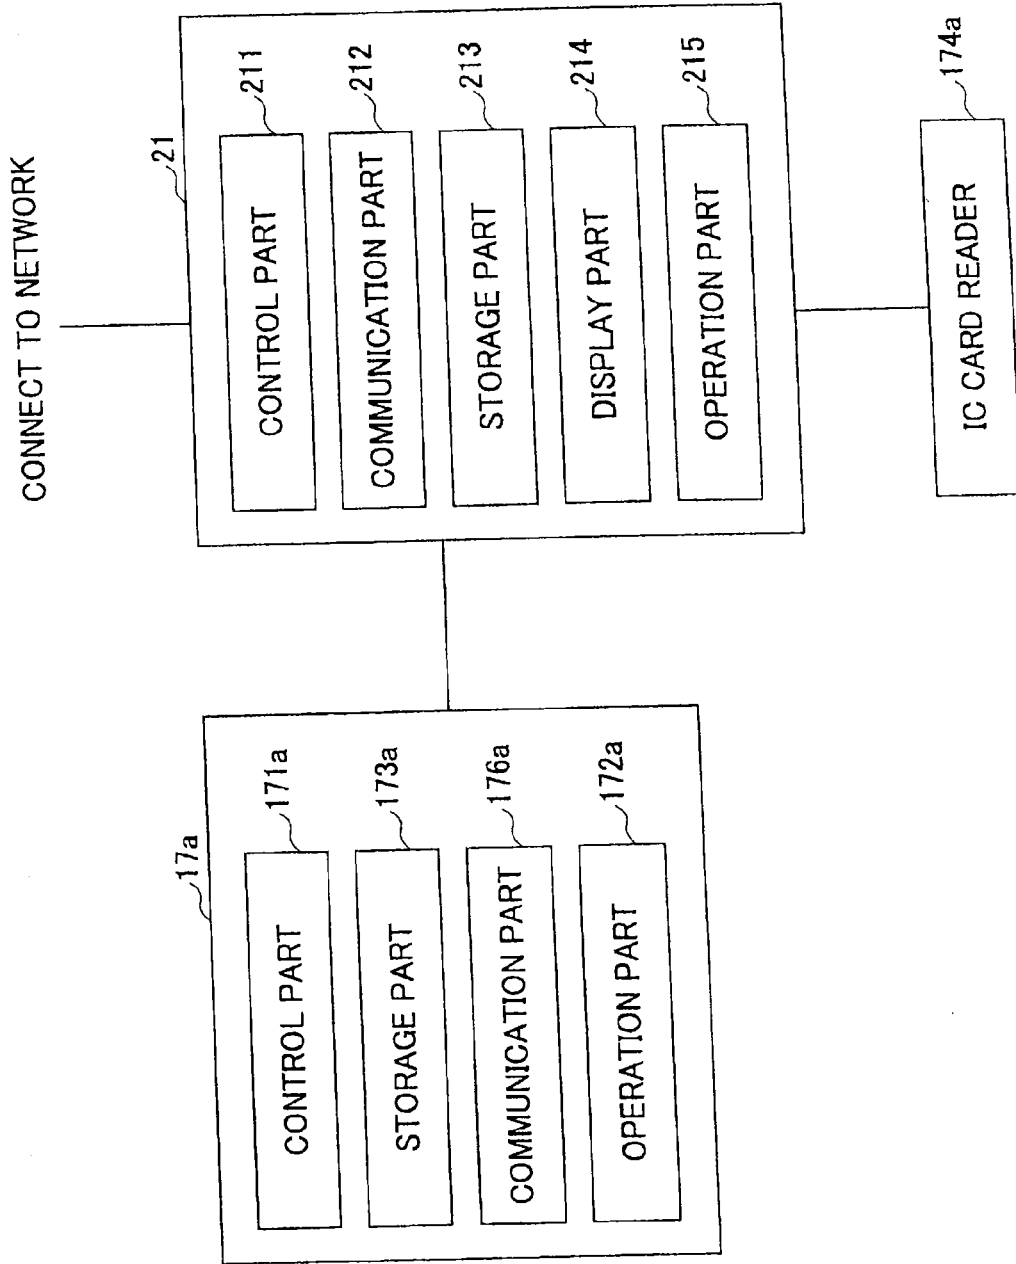 CONNECT TO NETWORK
21
CONTROL PART
211
COMMUNICATION PART
212
STORAGE PART
213
DISPLAY PART
214
OPERATION PART
215
IC CARD READER
174a
17a
CONTROL PART
171a
STORAGE PART
173a
COMMUNICATION PART
176a
OPERATION PART
172a